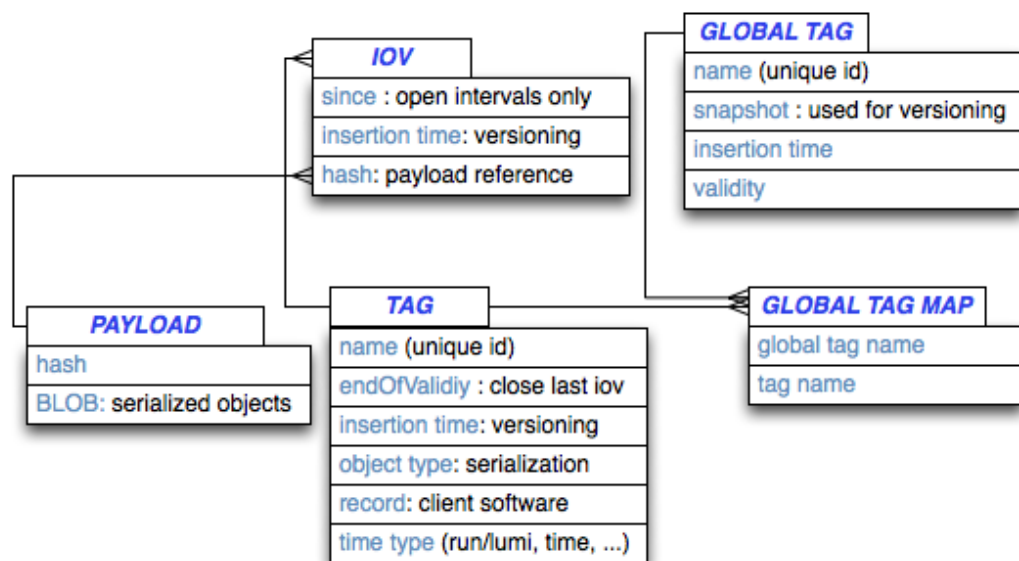 IOV
since : open intervals only
insertion time: versioning
hash: payload reference
GLOBAL TAG
name (unique id)
snapshot : used for versioning
insertion time
validity
PAYLOAD
hash
BLOB: serialized objects
TAG
name (unique id)
endOfValidiy : close last iov
insertion time: versioning
object type: serialization
record: client software
time type (run/lumi, time, ...)
GLOBAL TAG MAP
global tag name
tag name